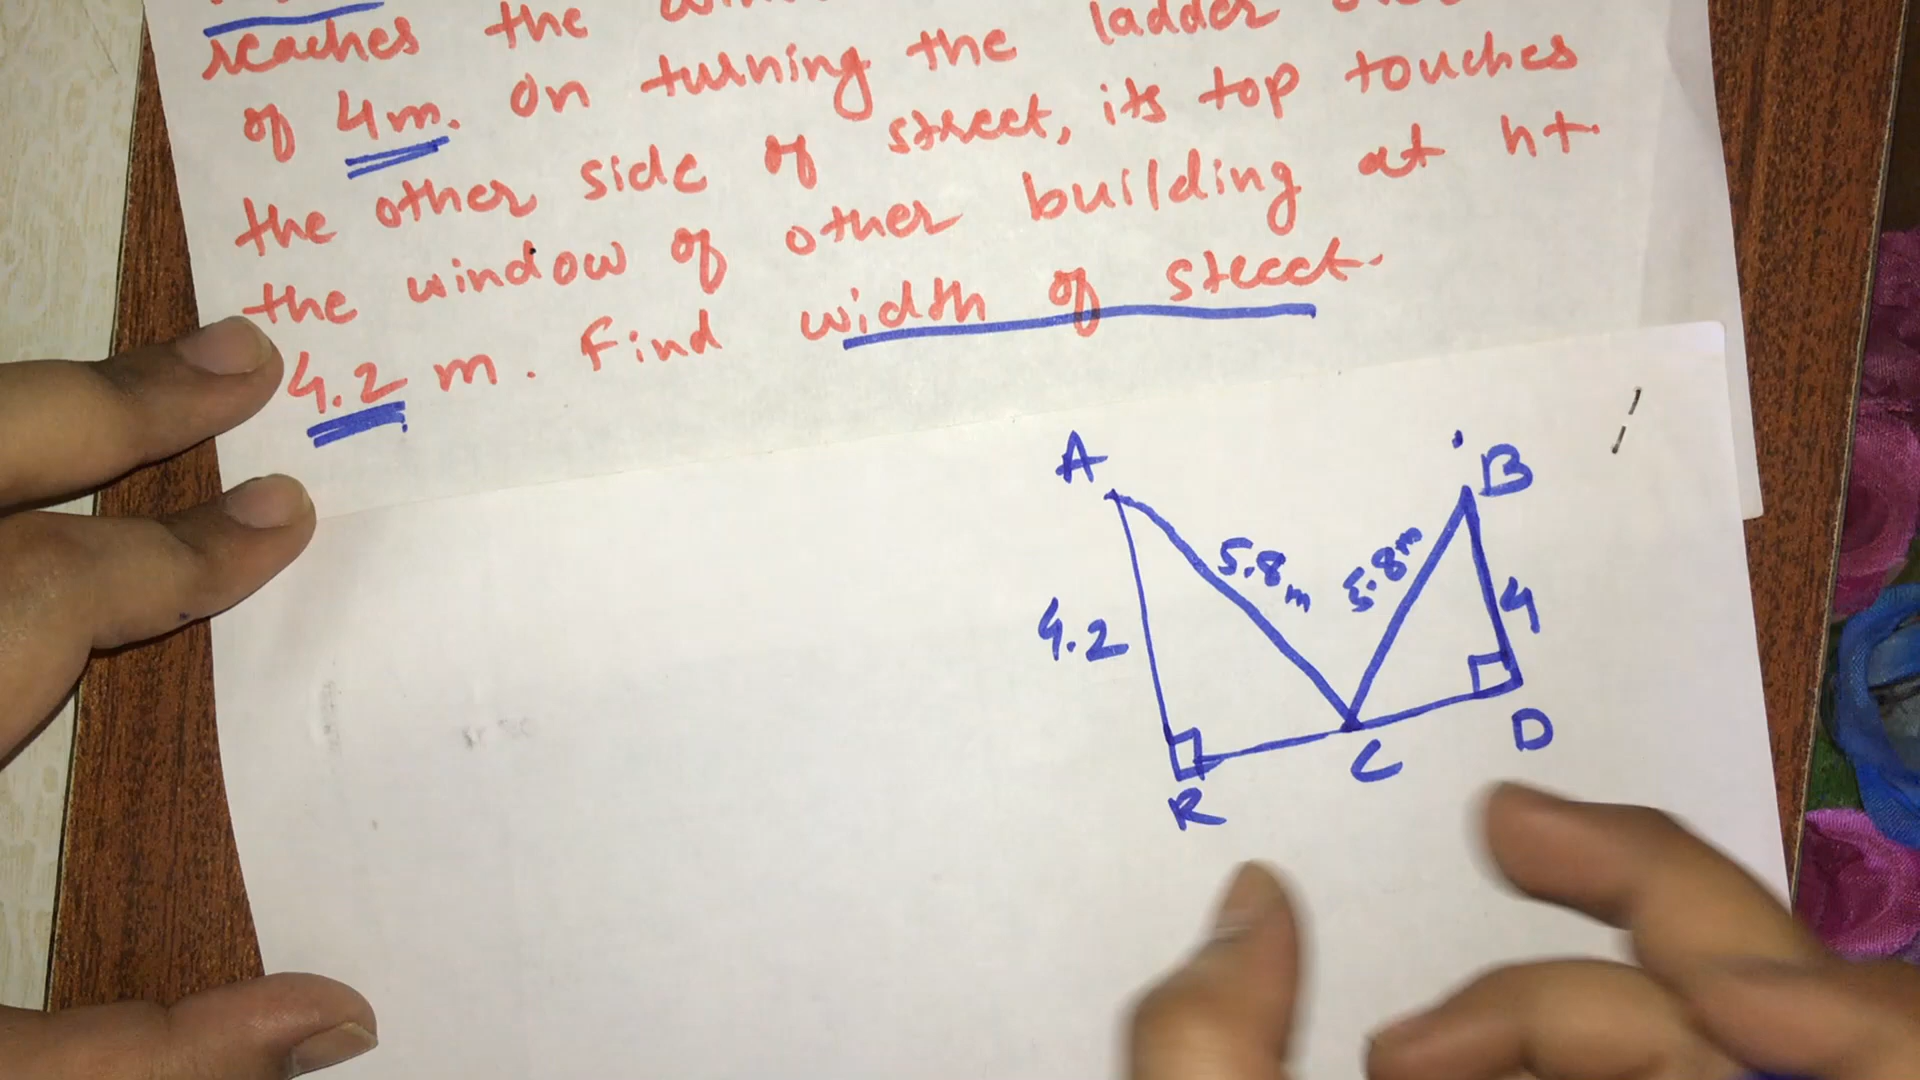 reaches the
of 4m. On turning the ladder
the other side of street, its top touches
the window of other building at ht.
4.2 m. Find width of street.
A
B
5.8m
5.8m
4.2
4
R
C
D